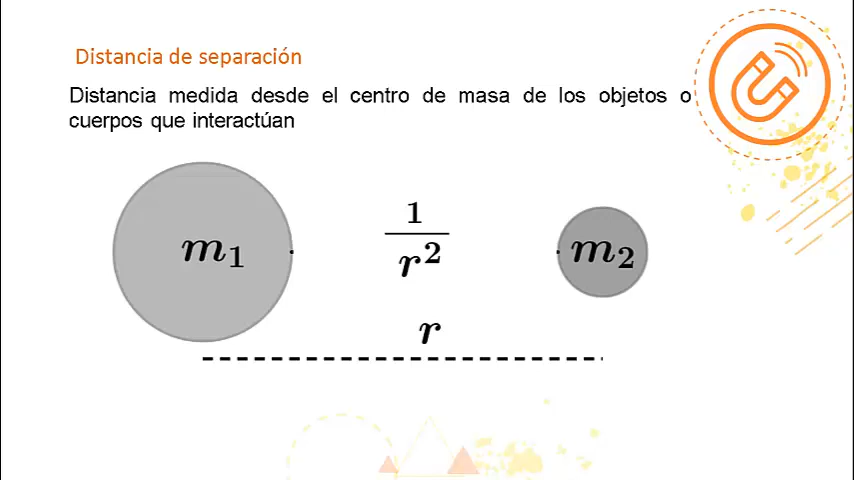 Distancia de separación
Distancia medida desde el centro de masa de los objetos o
cuerpos que interactúan
m₁
1
r²
m₂
r